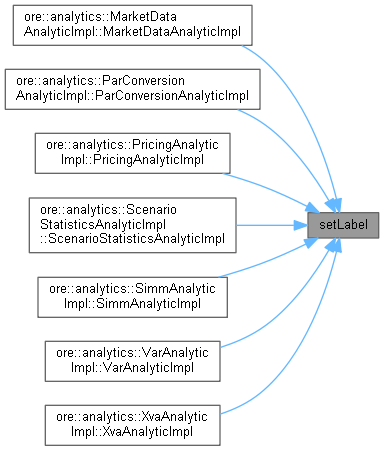 ore::analytics::MarketData
AnalyticImpl::MarketDataAnalyticImpl
ore::analytics::ParConversion
AnalyticImpl::ParConversionAnalyticImpl
ore::analytics::PricingAnalytic
Impl::PricingAnalyticImpl
ore::analytics::Scenario
StatisticsAnalyticImpl
::ScenarioStatisticsAnalyticImpl
setLabel
ore::analytics::SimmAnalytic
Impl::SimmAnalyticImpl
ore::analytics::VarAnalytic
Impl::VarAnalyticImpl
ore::analytics::XvaAnalytic
Impl::XvaAnalyticImpl